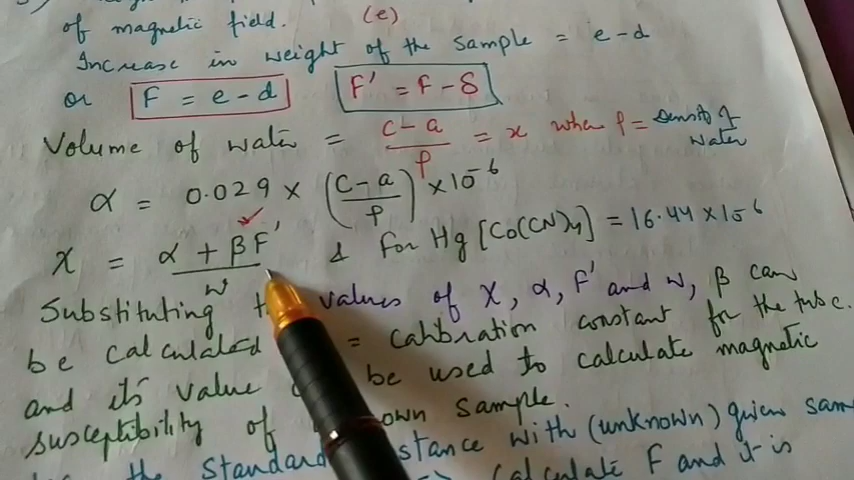 of magnetic field. (e)
Increase in weight of the sample = e-d
or F = e-d F' = F-δ
Volume of water = c-a/ρ = x when ρ = Density of Water
α = 0.029 × (c-a/ρ) × 10⁻⁶
χ = α + βF'/w & for Hg[Co(CN)4] = 16.44 × 10⁻⁶
Substituting values of χ, α, F' and w, β can
be calculated = calibration constant for the tube.
and its value be used to calculate magnetic
susceptibility of own sample.
the standard stance with (unknown) given sam
calculate F and it is